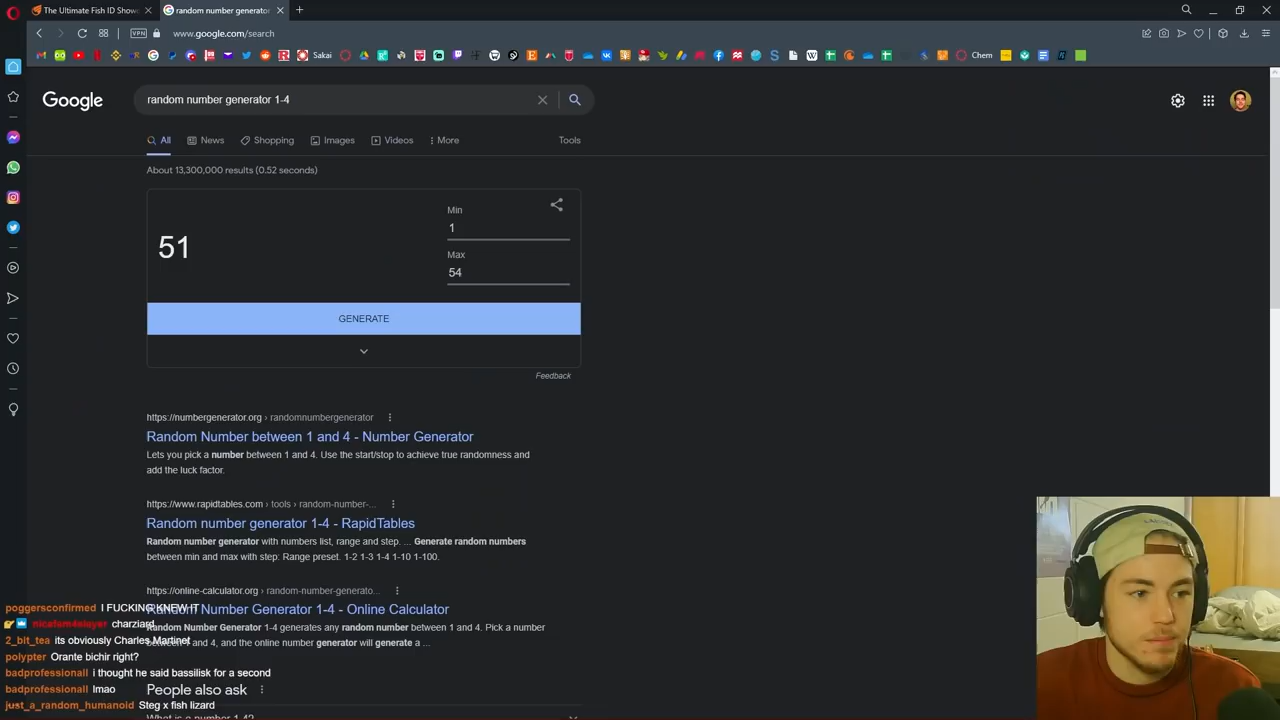 The Ultimate Fish ID Show
random number generator
VPN
www.google.com/search
Sakai
Chem
Google
random number generator 1-4
All
News
Shopping
Images
Videos
More
Tools
About 13,300,000 results (0.52 seconds)
51
Min
1
Max
54
GENERATE
Feedback
https://numbergenerator.org › randomnumbergenerator
Random Number between 1 and 4 - Number Generator
Lets you pick a number between 1 and 4. Use the start/stop to achieve true randomness and
add the luck factor.
https://www.rapidtables.com › tools › random-number-...
Random number generator 1-4 - RapidTables
Random number generator with numbers list, range and step. ... Generate random numbers
between min and max with step: Range preset. 1-2 1-3 1-4 1-10 1-100.
https://online-calculator.org › random-number-generato...
Random Number Generator 1-4 - Online Calculator
Random Number Generator 1-4 generates any random number between 1 and 4. Pick a number
between 1 and 4, and the online number generator will generate a ...
People also ask
What is a number 1-4?
poggersconfirmed I FUCKING KNEW IT
charziard
2_bit_tea its obviously Charles Martinet
polypter Orante bichir right?
badprofessionall i thought he said bassilisk for a second
badprofessionall lmao
just_a_random_humanoid Steg x fish lizard